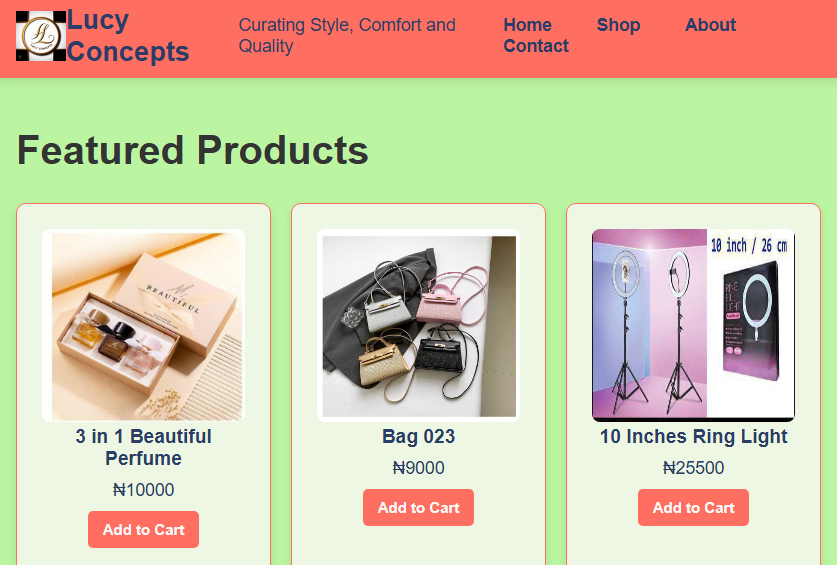 Lucy
Concepts
Curating Style, Comfort and
Quality
Home Shop About
Contact
Featured Products
BEAUTIFUL
10 inch / 26 cm
3 in 1 Beautiful
Perfume
₦10000
Add to Cart
Bag 023
₦9000
Add to Cart
10 Inches Ring Light
₦25500
Add to Cart